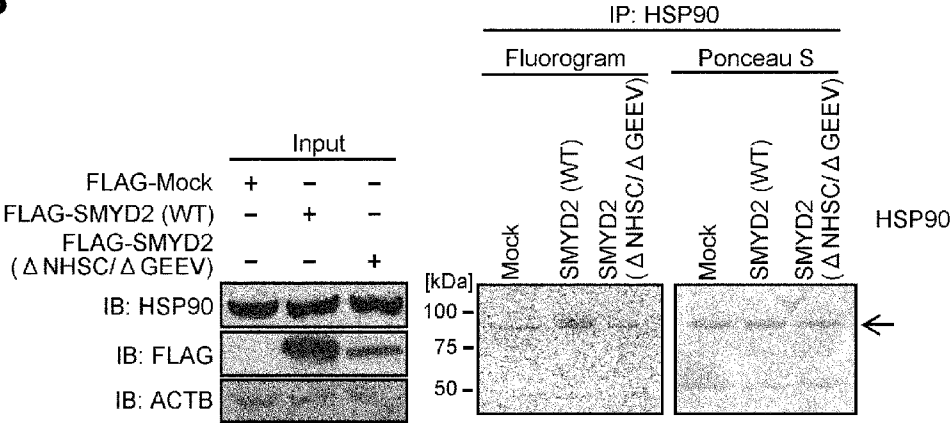 IP: HSP90
Fluorogram Ponceau S
Input
FLAG-Mock + – –
FLAG-SMYD2 (WT) – + –
FLAG-SMYD2
(ΔNHSC/ΔGEEV) – – +
IB: HSP90
IB: FLAG
IB: ACTB
Mock
SMYD2 (WT)
SMYD2
(ΔNHSC/ΔGEEV)
Mock
SMYD2 (WT)
SMYD2
(ΔNHSC/ΔGEEV)
HSP90
[kDa]
100 –
75 –
50 –